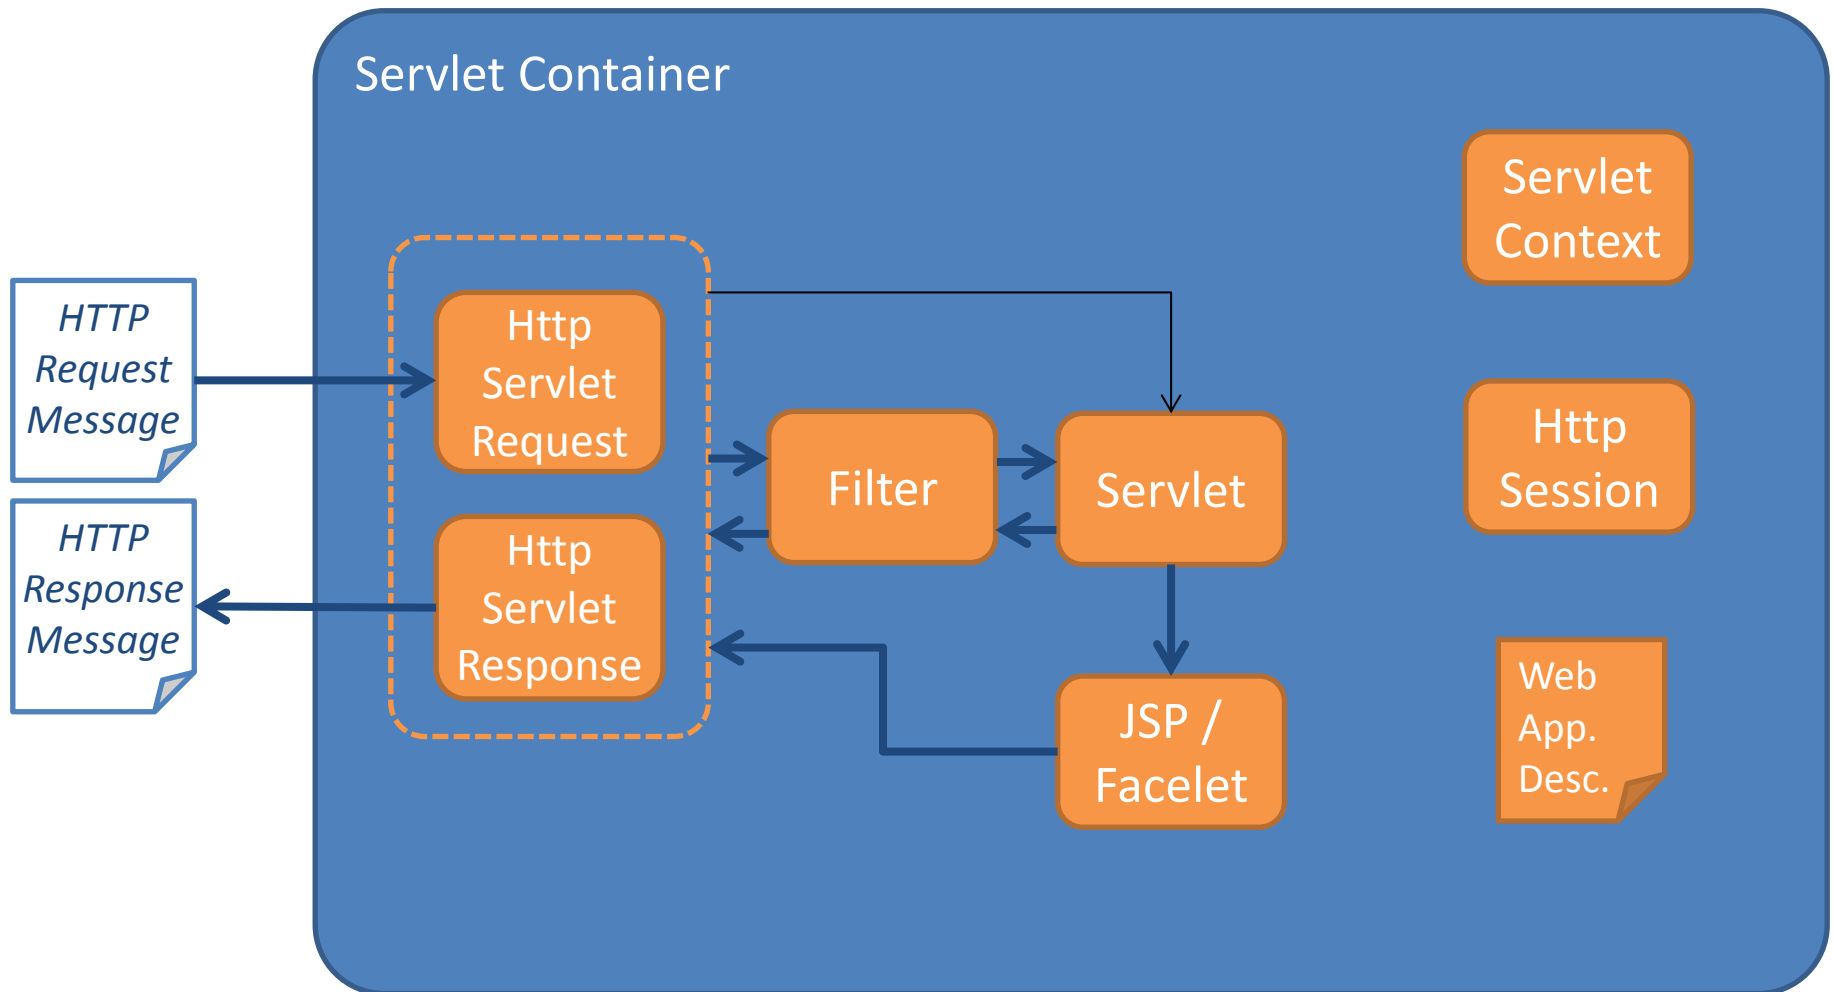 Servlet Container
HTTP
Request
Message
HTTP
Response
Message
Http
Servlet
Request
Http
Servlet
Response
Filter
Servlet
JSP /
Facelet
Servlet
Context
Http
Session
Web
App.
Desc.